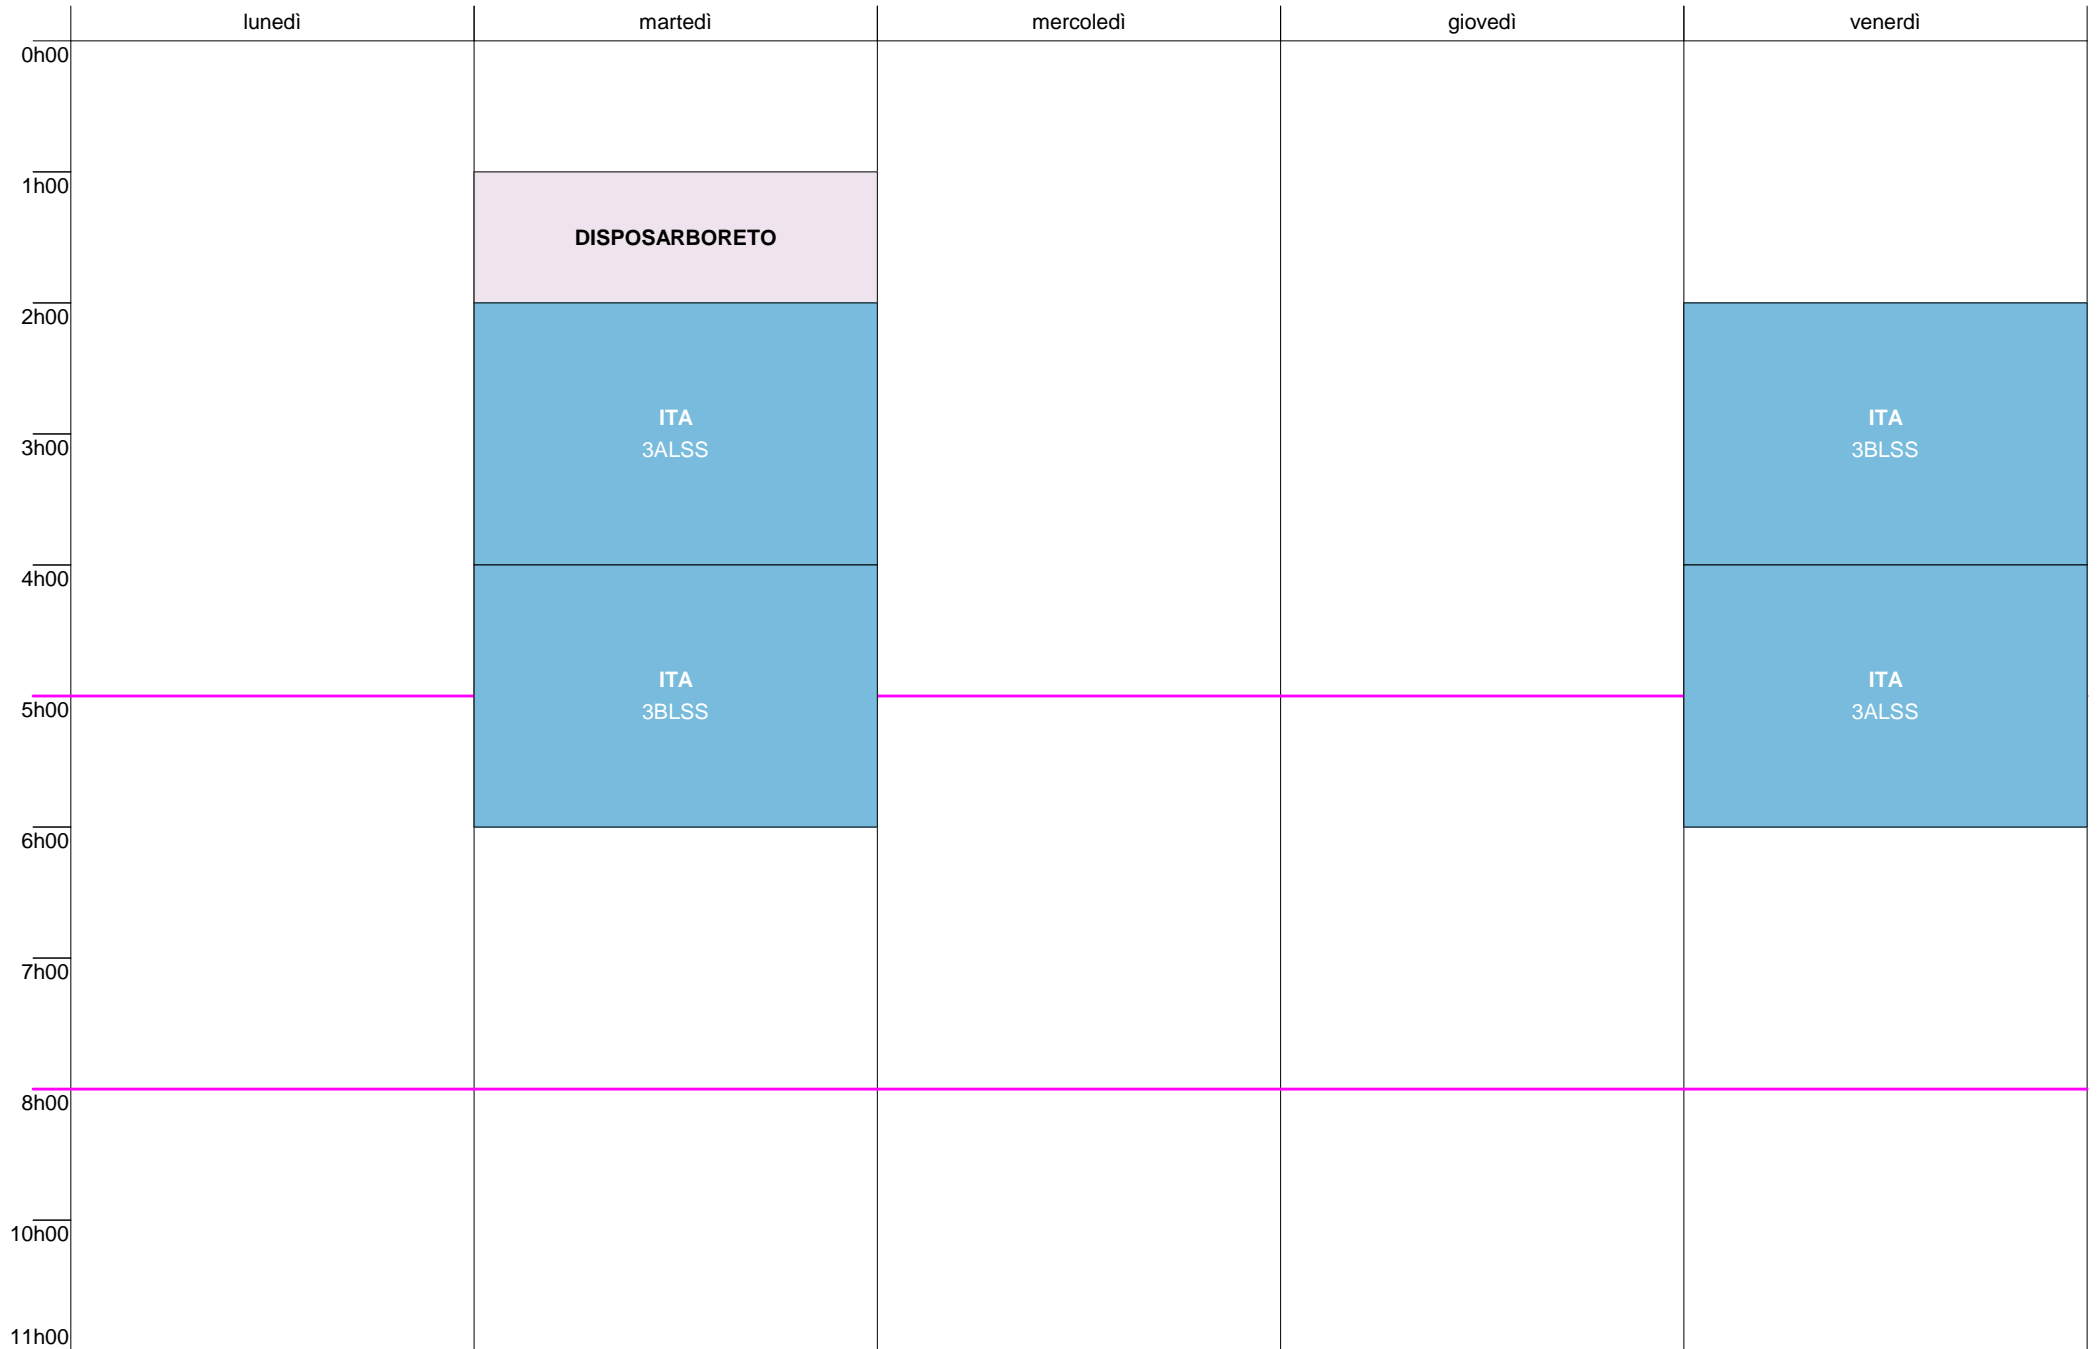 lunedì martedì mercoledì giovedì venerdì
0h00
1h00
DISPOSARBORETO
2h00
ITA ITA
3h00
3ALSS 3BLSS
4h00
ITA ITA
5h00
3BLSS 3ALSS
6h00
7h00
8h00
10h00
11h00